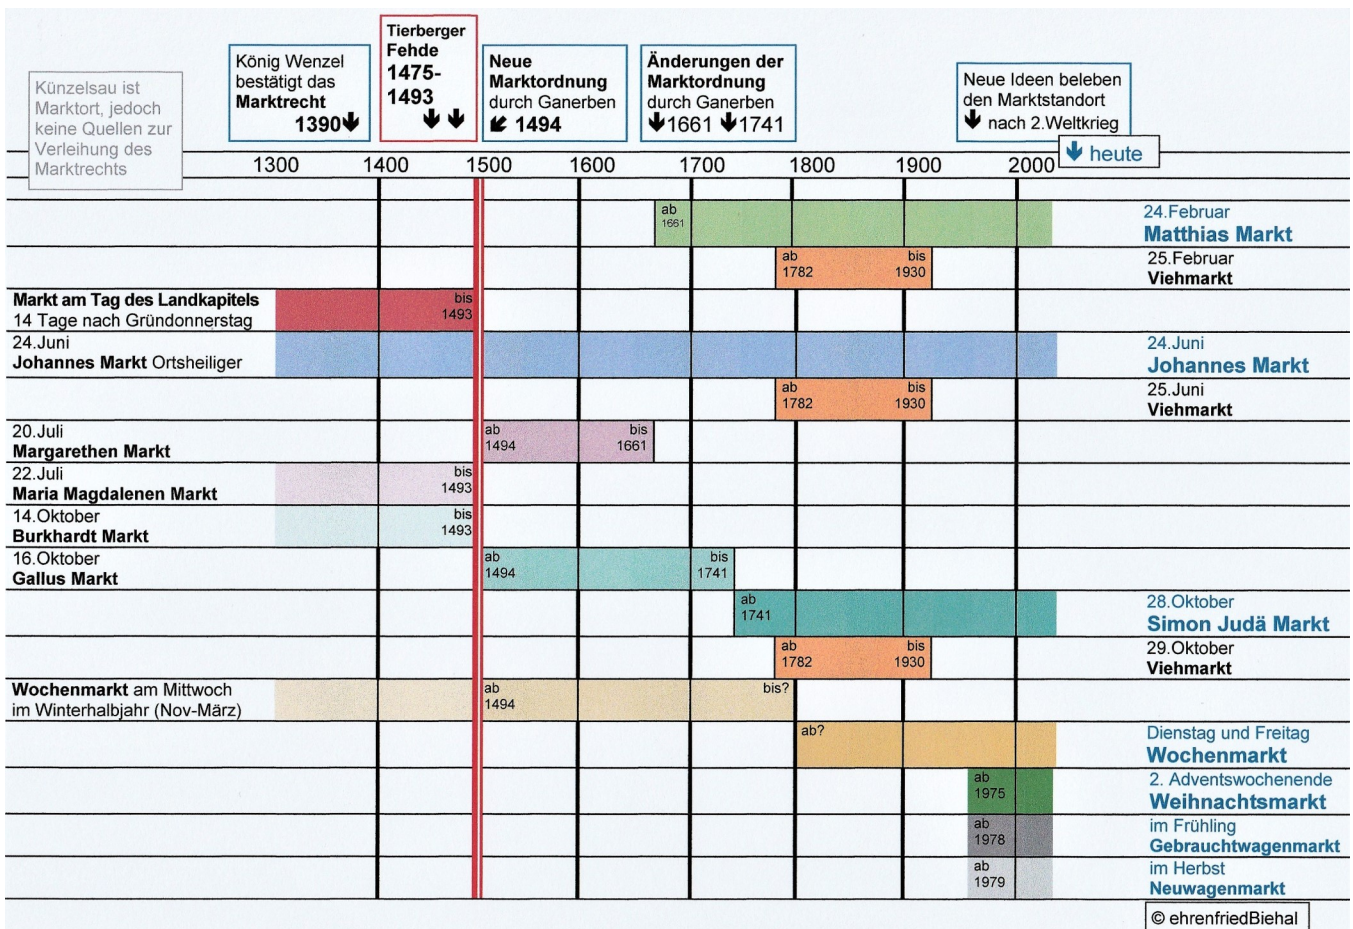 Künzelsau ist
Marktort, jedoch
keine Quellen zur
Verleihung des
Marktrechts
König Wenzel
bestätigt das
Marktrecht
1390
Tierberger
Fehde
1475-
1493
Neue
Marktordnung
durch Ganerben
1494
Änderungen der
Marktordnung
durch Ganerben
1661 1741
Neue Ideen beleben
den Marktstandort
nach 2.Weltkrieg
heute
1300 1400 1500 1600 1700 1800 1900 2000
ab
1661
24.Februar
Matthias Markt
ab bis
1782 1930
25.Februar
Viehmarkt
Markt am Tag des Landkapitels
14 Tage nach Gründonnerstag
bis
1493
24.Juni
Johannes Markt Ortsheiliger
24.Juni
Johannes Markt
ab bis
1782 1930
25.Juni
Viehmarkt
20.Juli
Margarethen Markt
ab bis
1494 1661
22.Juli
Maria Magdalenen Markt
bis
1493
14.Oktober
Burkhardt Markt
bis
1493
16.Oktober
Gallus Markt
ab bis
1494 1741
ab
1741
28.Oktober
Simon Judä Markt
ab bis
1782 1930
29.Oktober
Viehmarkt
Wochenmarkt am Mittwoch
im Winterhalbjahr (Nov-März)
ab bis?
1494
ab?
Dienstag und Freitag
Wochenmarkt
ab
1975
2. Adventswochenende
Weihnachtsmarkt
ab
1978
im Frühling
Gebrauchtwagenmarkt
ab
1979
im Herbst
Neuwagenmarkt
© ehrenfriedBiehal